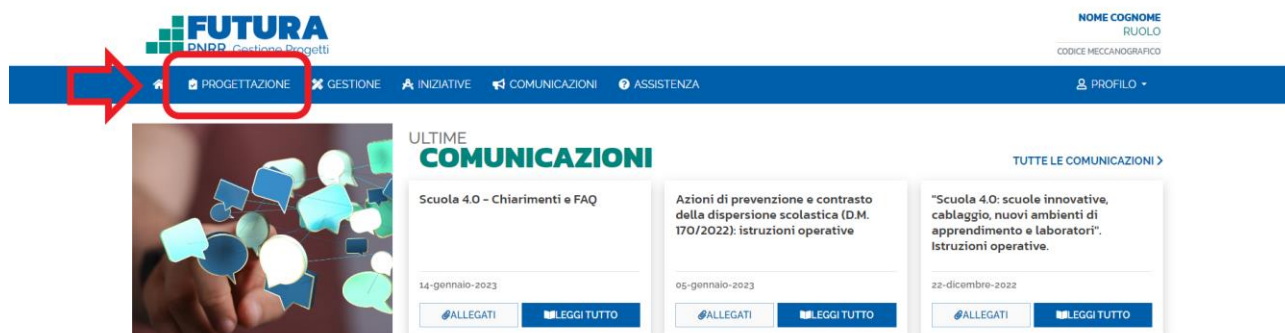 FUTURA
PNRR Gestione Progetti
NOME COGNOME
RUOLO
CODICE MECCANOGRAFICO
PROGETTAZIONE GESTIONE INIZIATIVE COMUNICAZIONI ASSISTENZA PROFILO
ULTIME
COMUNICAZIONI
TUTTE LE COMUNICAZIONI
Scuola 4.0 - Chiarimenti e FAQ
14-gennaio-2023
ALLEGATI LEGGI TUTTO
Azioni di prevenzione e contrasto
della dispersione scolastica (D.M.
170/2022): istruzioni operative
05-gennaio-2023
ALLEGATI LEGGI TUTTO
"Scuola 4.0: scuole innovative,
cablaggio, nuovi ambienti di
apprendimento e laboratori".
Istruzioni operative.
22-dicembre-2022
ALLEGATI LEGGI TUTTO